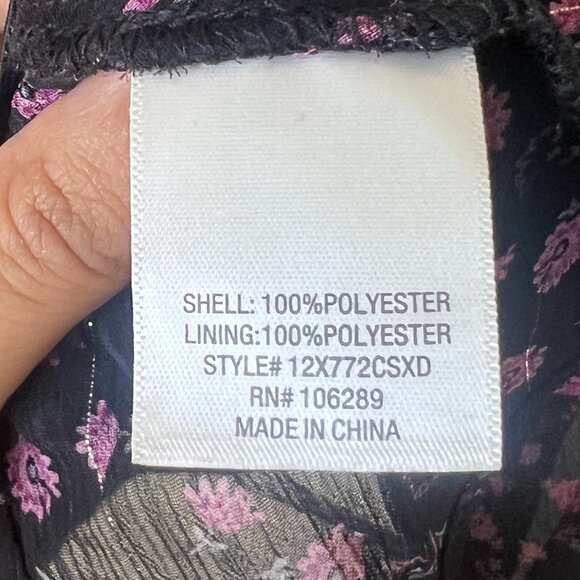 SHELL: 100%POLYESTER
LINING:100%POLYESTER
STYLE# 12X772CSXD
RN# 106289
MADE IN CHINA